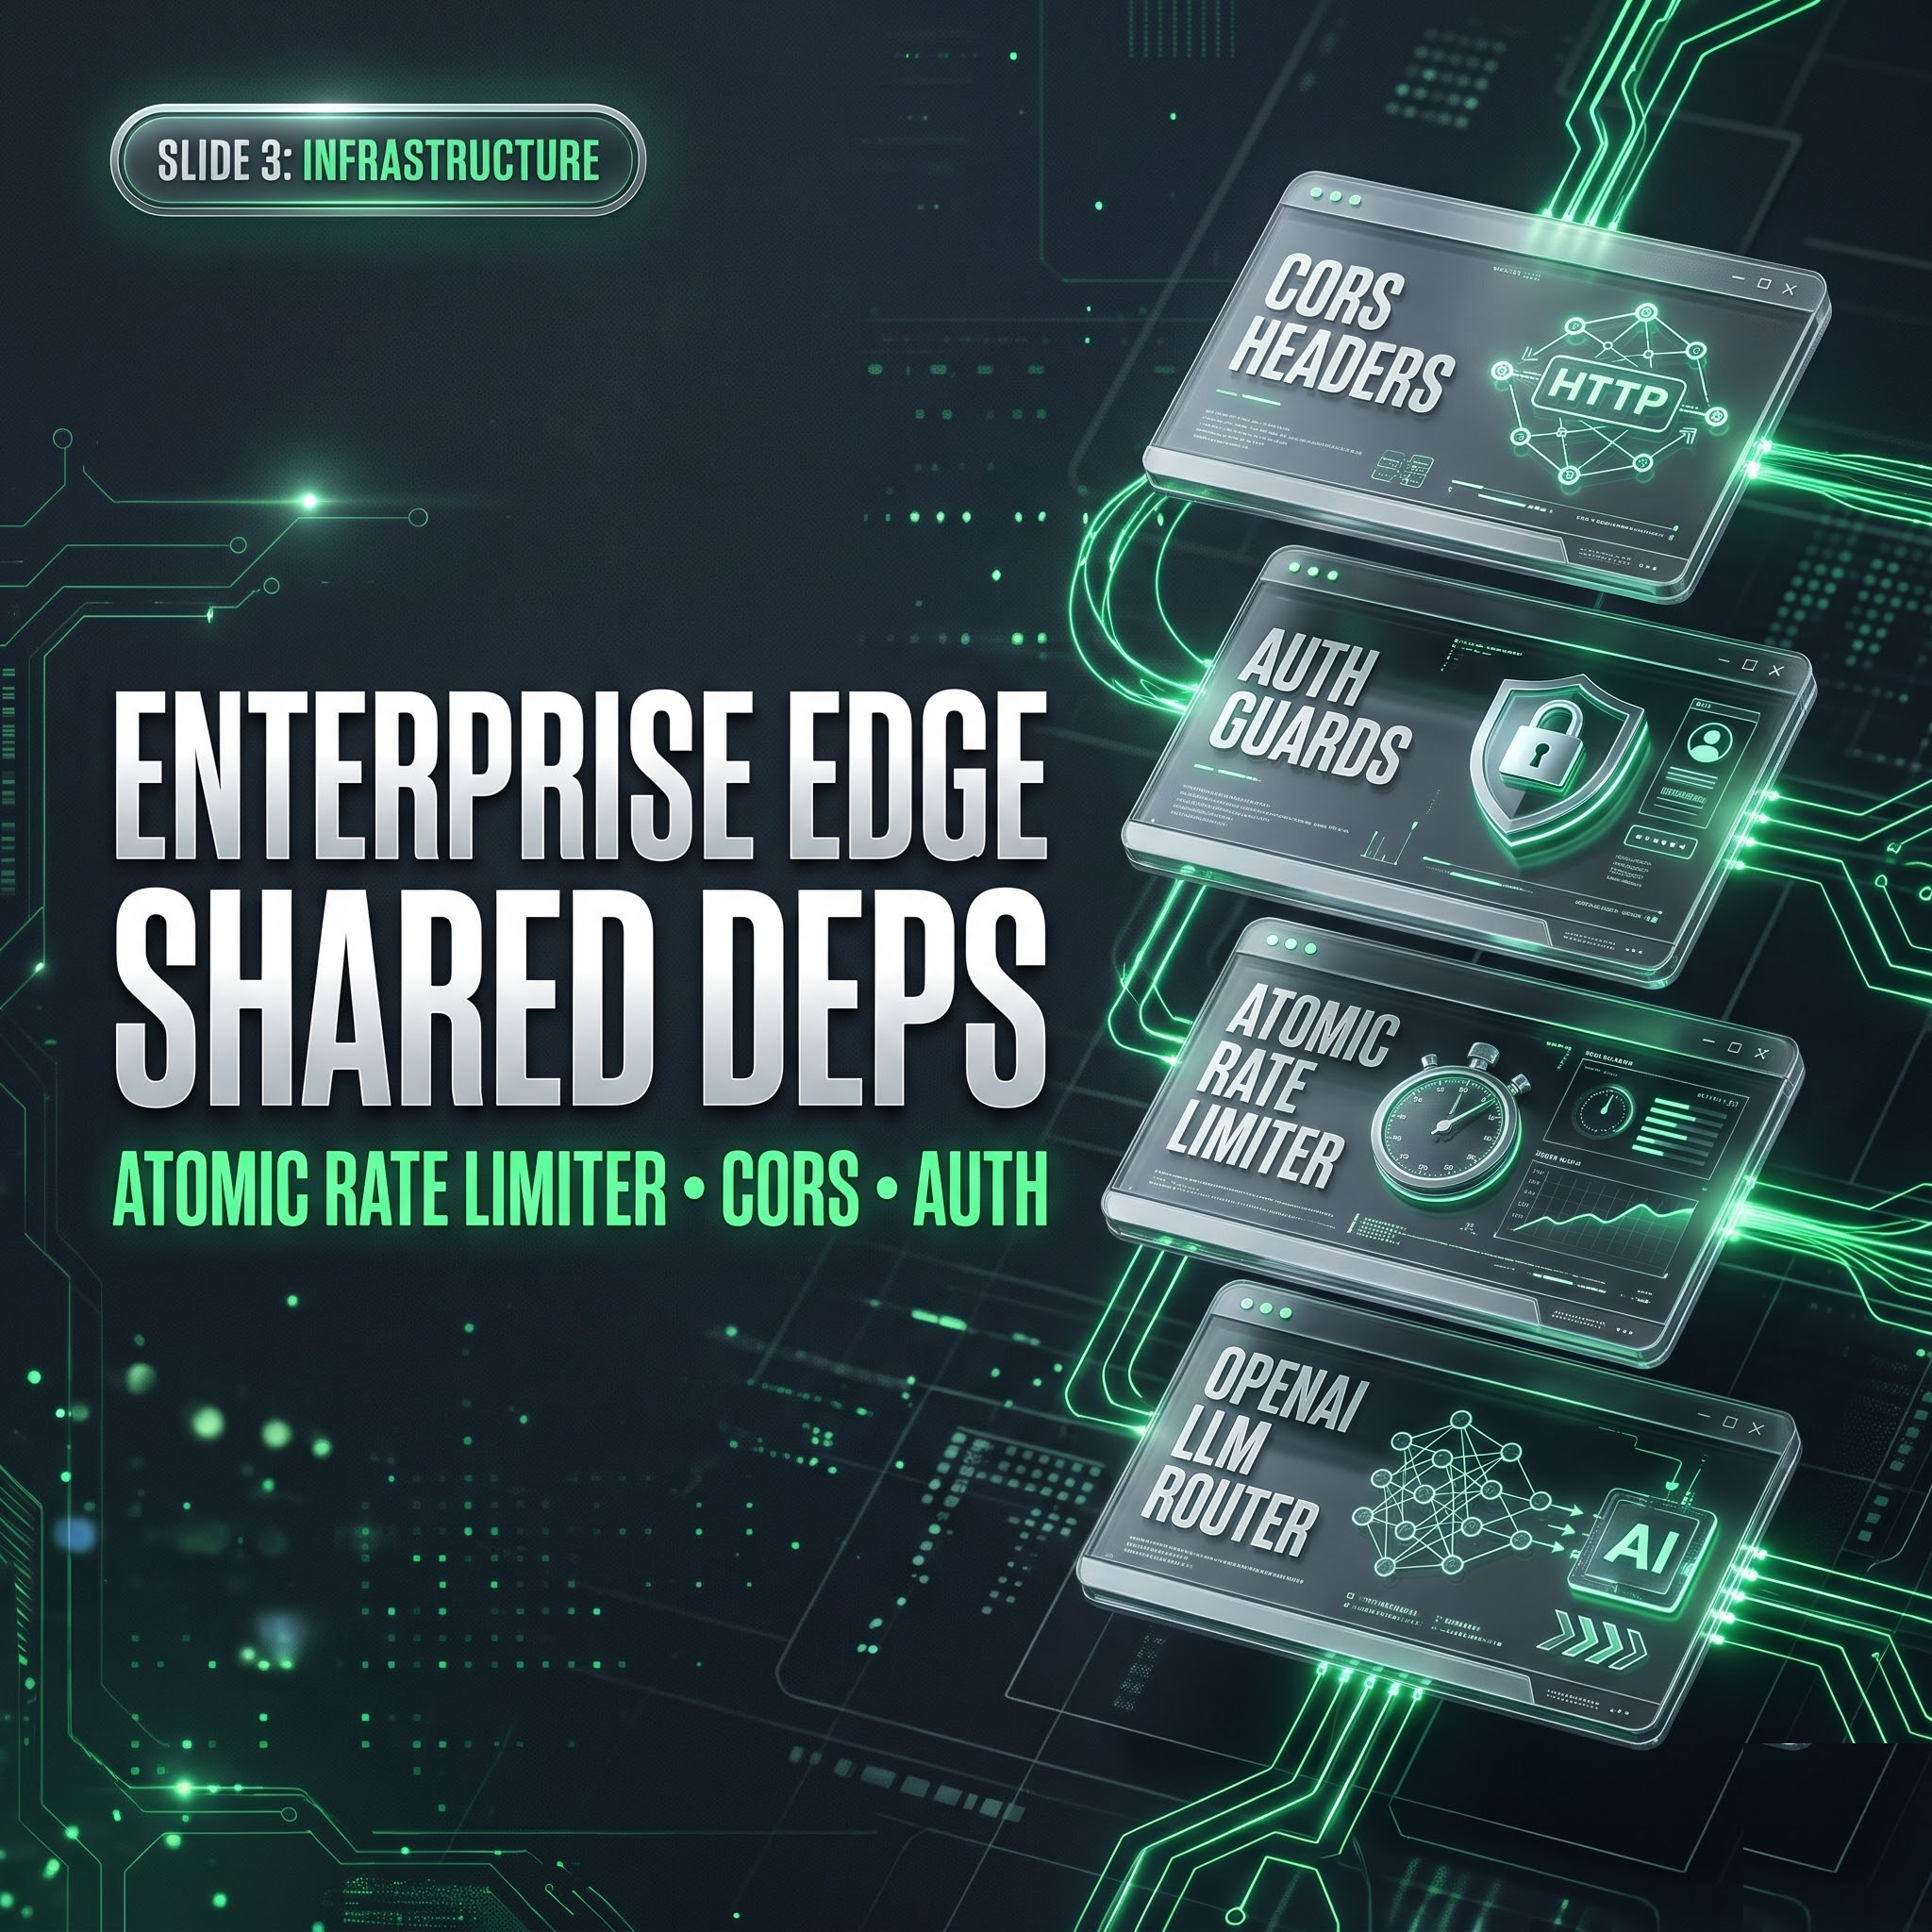 SLIDE 3: INFRASTRUCTURE
ENTERPRISE EDGE
SHARED DEPS
ATOMIC RATE LIMITER • CORS • AUTH
CORS
HEADERS
HTTP
AUTH
GUARDS
ATOMIC
RATE
LIMITER
OPENAI
LLM
ROUTER
AI